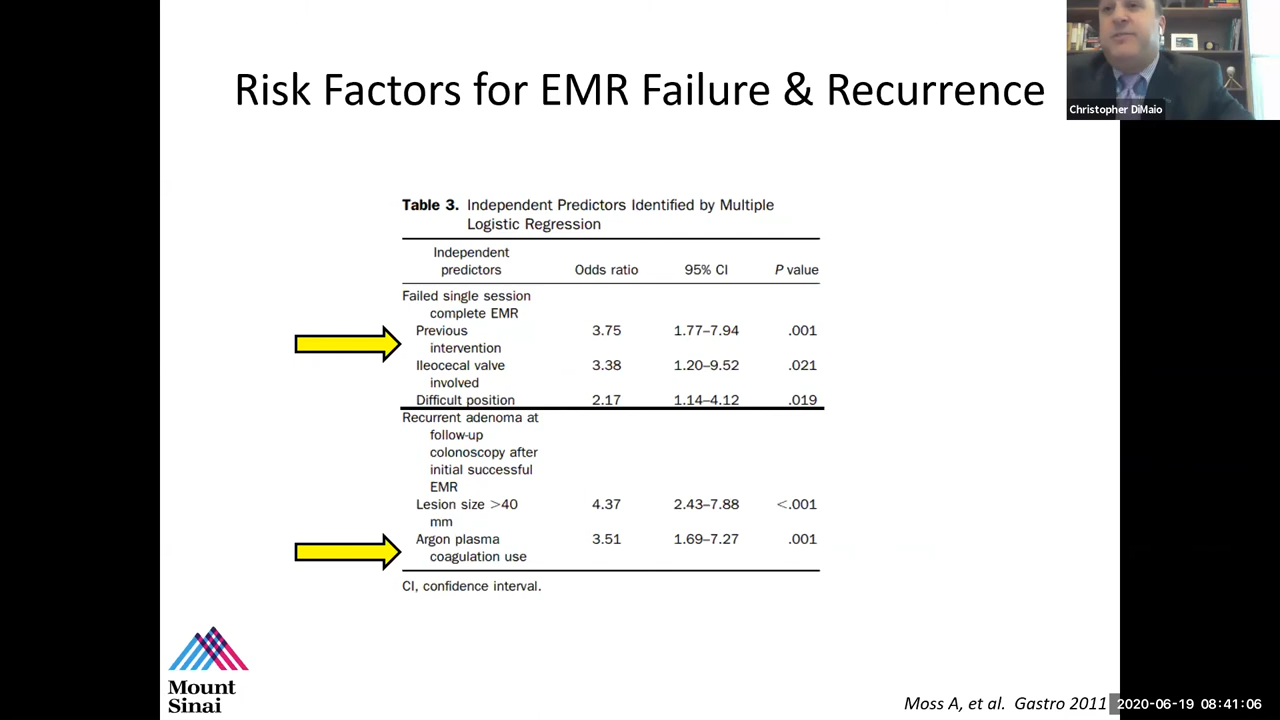 Risk Factors for EMR Failure & Recurrence
Christopher DiMaio
Table 3. Independent Predictors Identified by Multiple
Logistic Regression
Independent
predictors Odds ratio 95% CI P value
Failed single session
complete EMR
Previous 3.75 1.77–7.94 .001
intervention
Ileocecal valve 3.38 1.20–9.52 .021
involved
Difficult position 2.17 1.14–4.12 .019
Recurrent adenoma at
follow-up
colonoscopy after
initial successful
EMR
Lesion size >40 4.37 2.43–7.88 <.001
mm
Argon plasma 3.51 1.69–7.27 .001
coagulation use
CI, confidence interval.
Mount
Sinai
Moss A, et al. Gastro 2011
2020-06-19 08:41:06